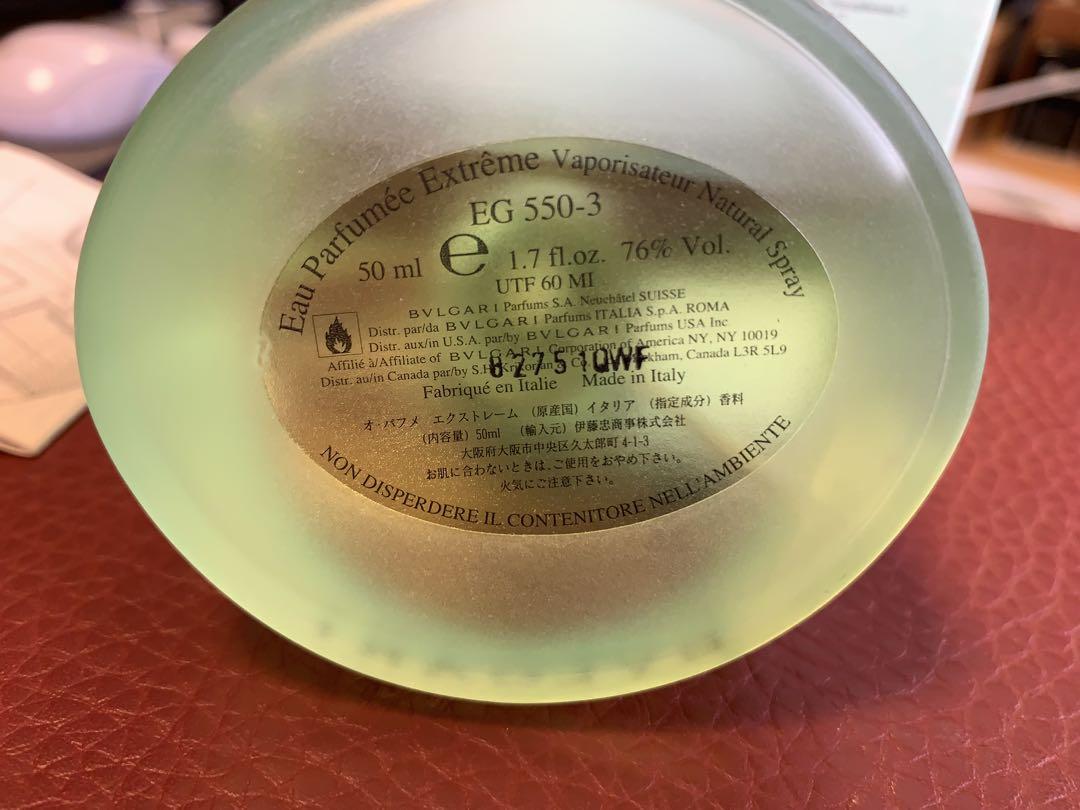 Eau Parfumée Extrême Vaporisateur Natural Spray
EG 550-3
50 ml e 1.7 fl.oz. 76% Vol.
UTF 60 MI
BVLGARI Parfums S.A. Neuchâtel SUISSE
Distr. par/da BVLGARI Parfums ITALIA S.p.A. ROMA
Distr. aux/in U.S.A. par/by BVLGARI Parfums USA Inc
Affilié à/Affiliate of BVLGARI Corporation of America NY, NY 10019
Distr. au/in Canada par/by S.H. Co Canada L3R 5L9
8275 1QWF
Fabriqué en Italie Made in Italy
オ・パフメ エクストレーム (原産国) イタリア (指定成分) 香料
(内容量) 50ml (輸入元) 伊藤忠商事株式会社
大阪府大阪市中央区久太郎町 4-1-3
お肌に合わないときは、ご使用をおやめ下さい。
火気にご注意下さい。
NON DISPERDERE IL CONTENITORE NELL'AMBIENTE